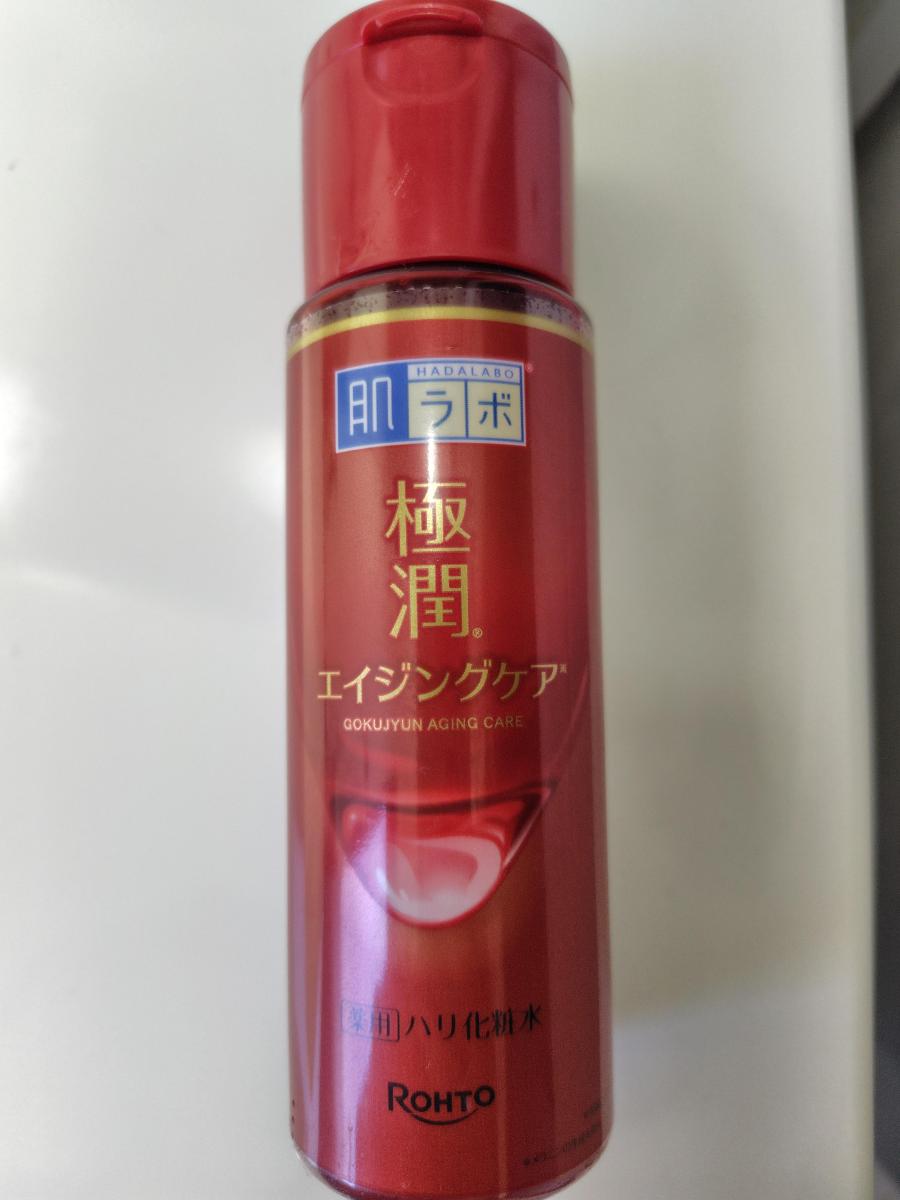 HADALABO
肌ラボ®
極
潤®
エイジングケア※
GOKUJYUN AGING CARE
薬用 ハリ化粧水
ROHTO